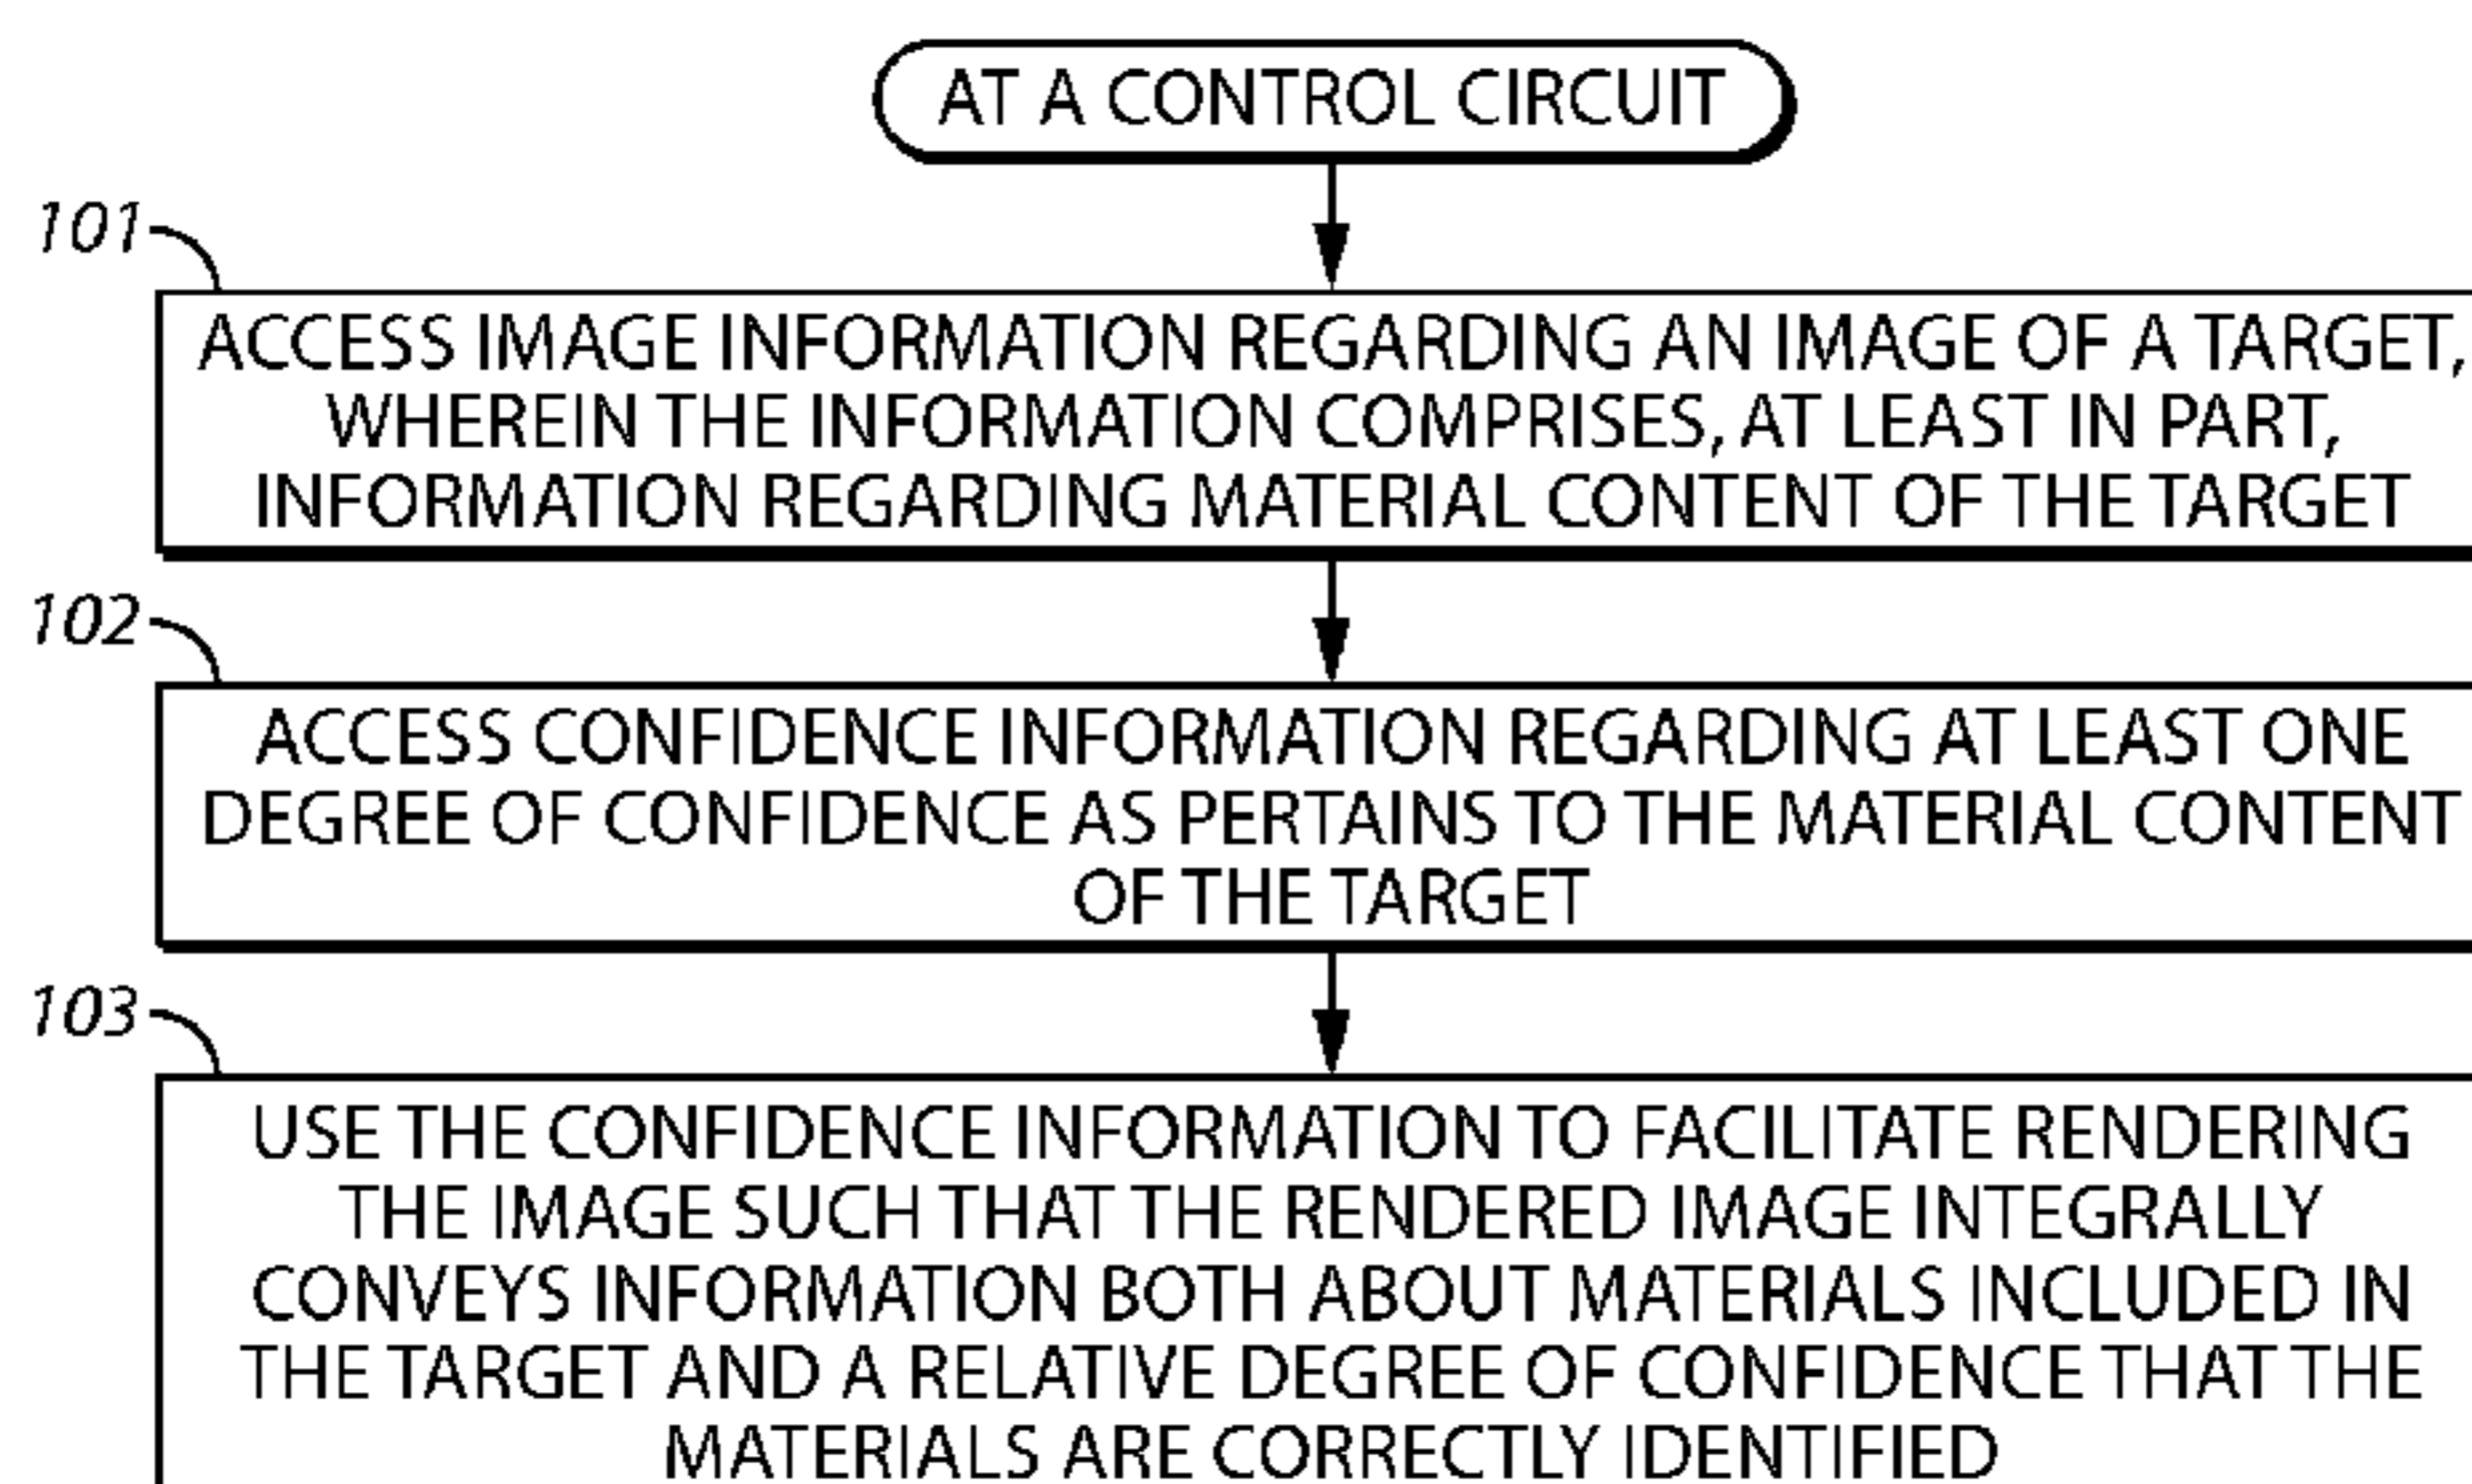 AT A CONTROL CIRCUIT
101
ACCESS IMAGE INFORMATION REGARDING AN IMAGE OF A TARGET,
WHEREIN THE INFORMATION COMPRISES, AT LEAST IN PART,
INFORMATION REGARDING MATERIAL CONTENT OF THE TARGET
102
ACCESS CONFIDENCE INFORMATION REGARDING AT LEAST ONE
DEGREE OF CONFIDENCE AS PERTAINS TO THE MATERIAL CONTENT
OF THE TARGET
103
USE THE CONFIDENCE INFORMATION TO FACILITATE RENDERING
THE IMAGE SUCH THAT THE RENDERED IMAGE INTEGRALLY
CONVEYS INFORMATION BOTH ABOUT MATERIALS INCLUDED IN
THE TARGET AND A RELATIVE DEGREE OF CONFIDENCE THAT THE
MATERIALS ARE CORRECTLY IDENTIFIED